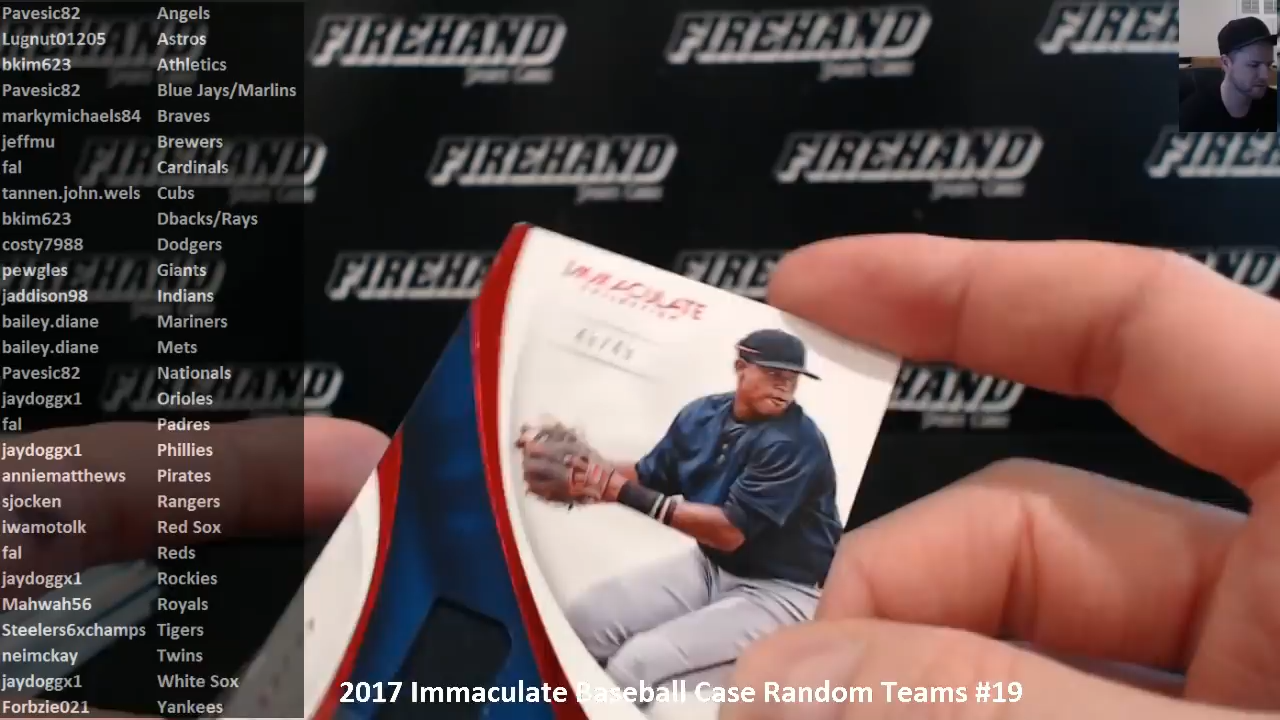 Pavesic82 Angels
Lugnut01205 Astros
bkim623 Athletics
Pavesic82 Blue Jays/Marlins
markymichaels84 Braves
jeffmu Brewers
fal Cardinals
tannen.john.wels Cubs
bkim623 Dbacks/Rays
costy7988 Dodgers
pewgles Giants
jaddison98 Indians
bailey.diane Mariners
bailey.diane Mets
Pavesic82 Nationals
jaydoggx1 Orioles
fal Padres
jaydoggx1 Phillies
anniematthews Pirates
sjocken Rangers
iwamotolk Red Sox
fal Reds
jaydoggx1 Rockies
Mahwah56 Royals
Steelers6xchamps Tigers
neimckay Twins
jaydoggx1 White Sox
Forbzie021 Yankees
FIREHAND FIREHAND FIREHAND
FIREHAND FIREHAND FIREHAND
FIREHAND
IMMACULATE
COLLECTION
2017 Immaculate Baseball Case Random Teams #19